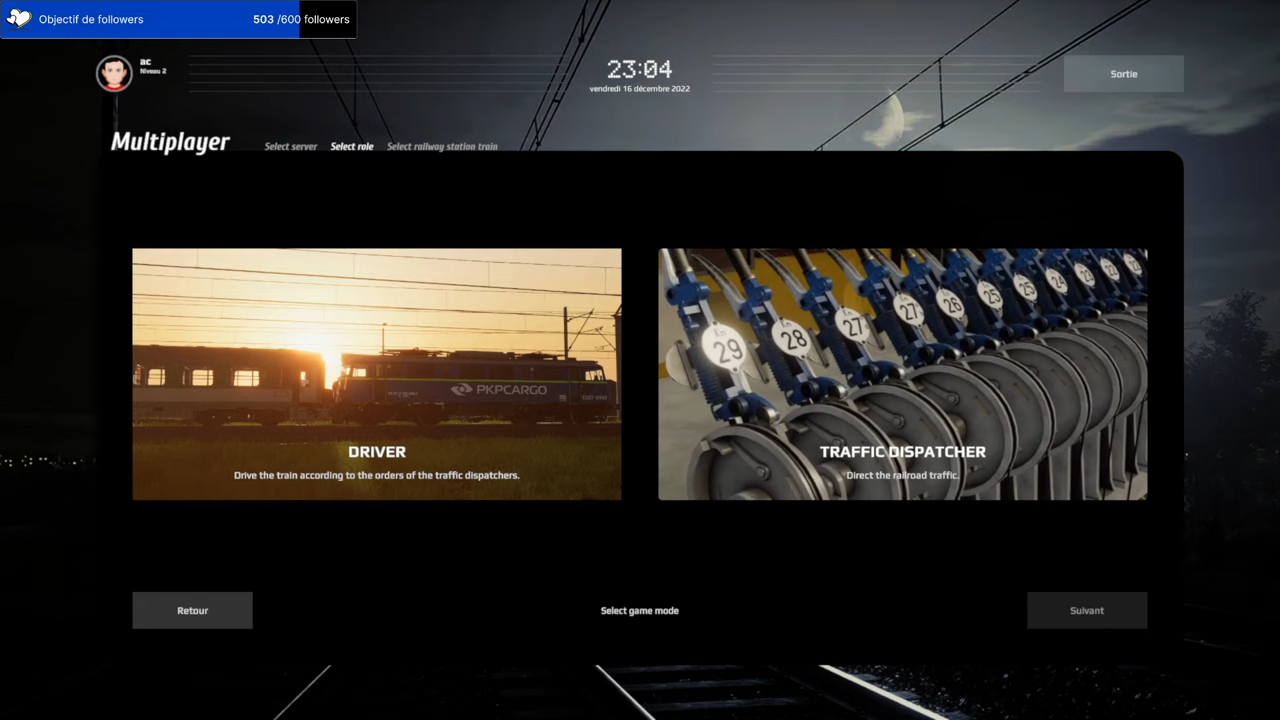 Objectif de followers
503 /600 followers
ac
Niveau 2
23:04
vendredi 16 décembre 2022
Sortie
Multiplayer
Select server
Select role
Select railway station train
PKPCARGO
29
28
27
27
26
25
25
24
23
DRIVER
Drive the train according to the orders of the traffic dispatchers.
TRAFFIC DISPATCHER
Direct the railroad traffic.
Retour
Select game mode
Suivant